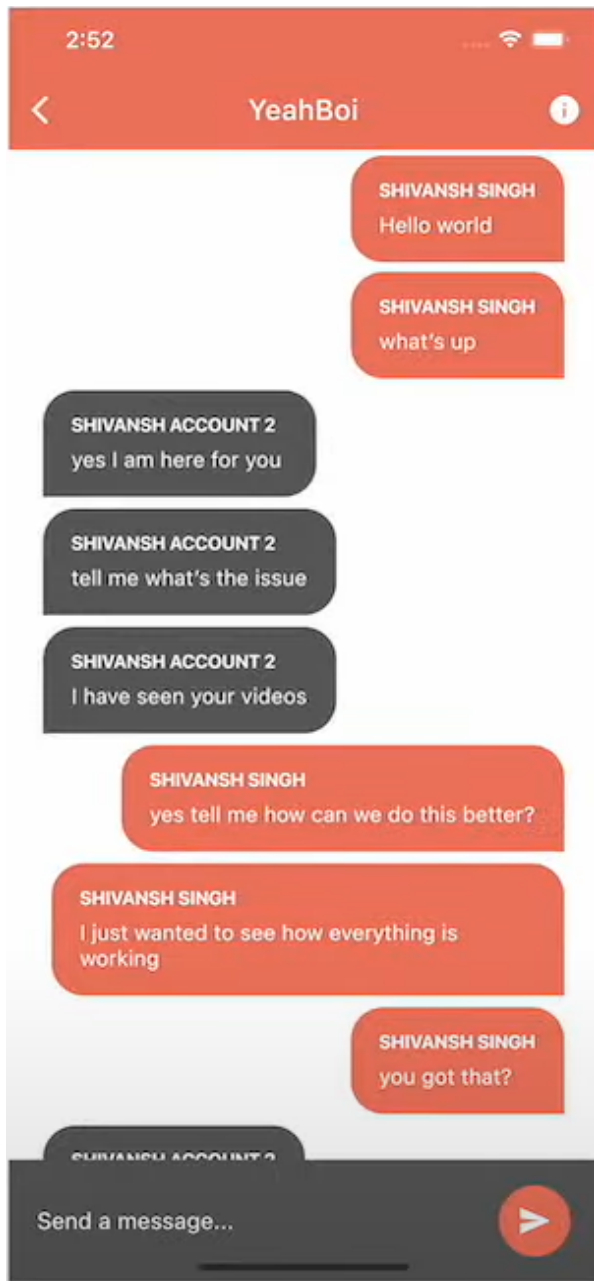 2:52
YeahBoi
SHIVANSH SINGH
Hello world
SHIVANSH SINGH
what's up
SHIVANSH ACCOUNT 2
yes I am here for you
SHIVANSH ACCOUNT 2
tell me what's the issue
SHIVANSH ACCOUNT 2
I have seen your videos
SHIVANSH SINGH
yes tell me how can we do this better?
SHIVANSH SINGH
I just wanted to see how everything is
working
SHIVANSH SINGH
you got that?
SHIVANSH ACCOUNT 2
Send a message...